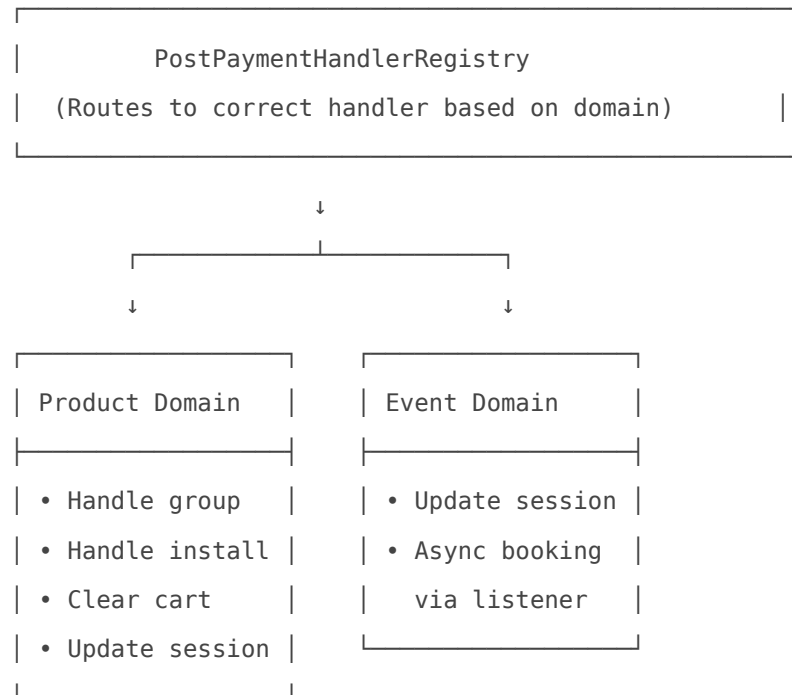 PostPaymentHandlerRegistry
(Routes to correct handler based on domain)
↓
↓ ↓
Product Domain Event Domain
• Handle group • Update session
• Handle install • Async booking
• Clear cart via listener
• Update session